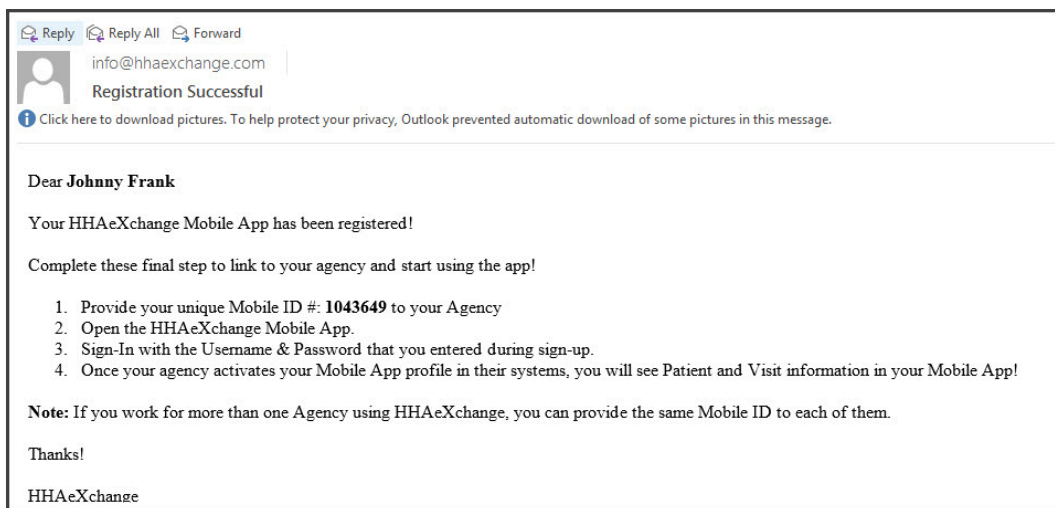 Reply Reply All Forward
info@hhaexchange.com
Registration Successful
Click here to download pictures. To help protect your privacy, Outlook prevented automatic download of some pictures in this message.
Dear Johnny Frank
Your HHAeXchange Mobile App has been registered!
Complete these final step to link to your agency and start using the app!
1. Provide your unique Mobile ID #: 1043649 to your Agency
2. Open the HHAeXchange Mobile App.
3. Sign-In with the Username & Password that you entered during sign-up.
4. Once your agency activates your Mobile App profile in their systems, you will see Patient and Visit information in your Mobile App!
Note: If you work for more than one Agency using HHAeXchange, you can provide the same Mobile ID to each of them.
Thanks!
HHAeXchange